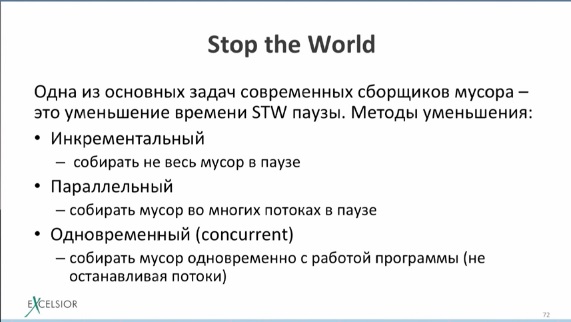 Stop the World
Одна из основных задач современных сборщиков мусора –
это уменьшение времени STW паузы. Методы уменьшения:
• Инкрементальный
– собирать не весь мусор в паузе
• Параллельный
– собирать мусор во многих потоках в паузе
• Одновременный (concurrent)
– собирать мусор одновременно с работой программы (не
останавливая потоки)
EXCELSIOR
72